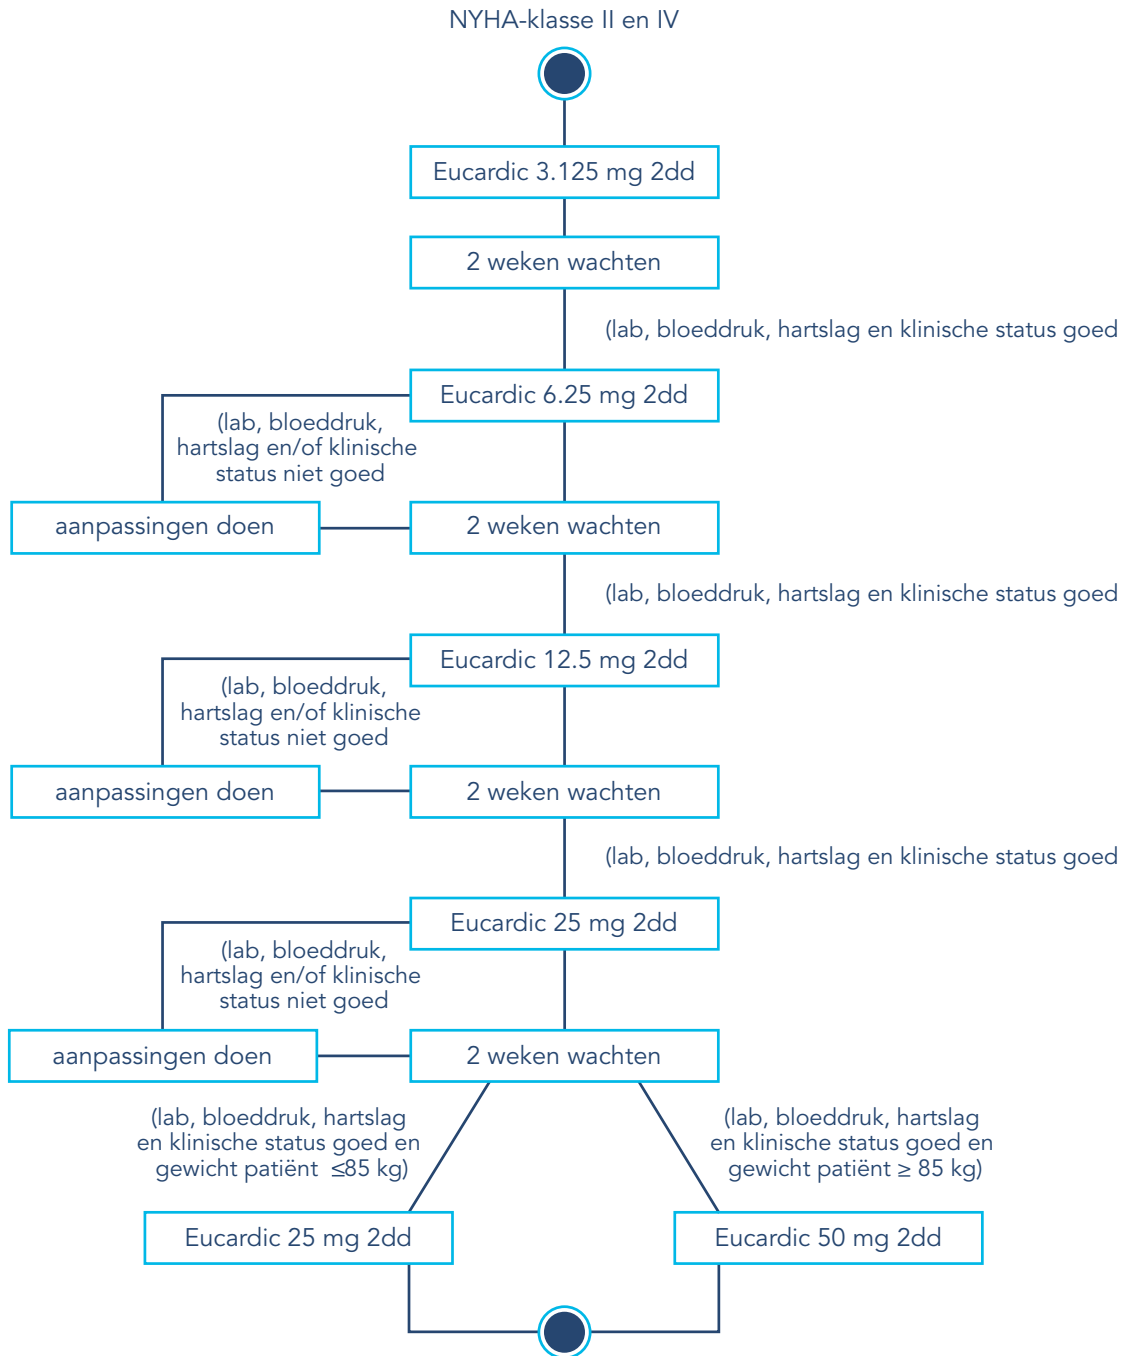 NYHA-klasse II en IV
Eucardic 3.125 mg 2dd
2 weken wachten
(lab, bloeddruk, hartslag en klinische status goed
Eucardic 6.25 mg 2dd
(lab, bloeddruk,
hartslag en/of klinische
status niet goed
aanpassingen doen
2 weken wachten
(lab, bloeddruk, hartslag en klinische status goed
Eucardic 12.5 mg 2dd
(lab, bloeddruk,
hartslag en/of klinische
status niet goed
aanpassingen doen
2 weken wachten
(lab, bloeddruk, hartslag en klinische status goed
Eucardic 25 mg 2dd
(lab, bloeddruk,
hartslag en/of klinische
status niet goed
aanpassingen doen
2 weken wachten
(lab, bloeddruk, hartslag
en klinische status goed en
gewicht patiënt ≤85 kg)
(lab, bloeddruk, hartslag
en klinische status goed en
gewicht patiënt ≥ 85 kg)
Eucardic 25 mg 2dd
Eucardic 50 mg 2dd